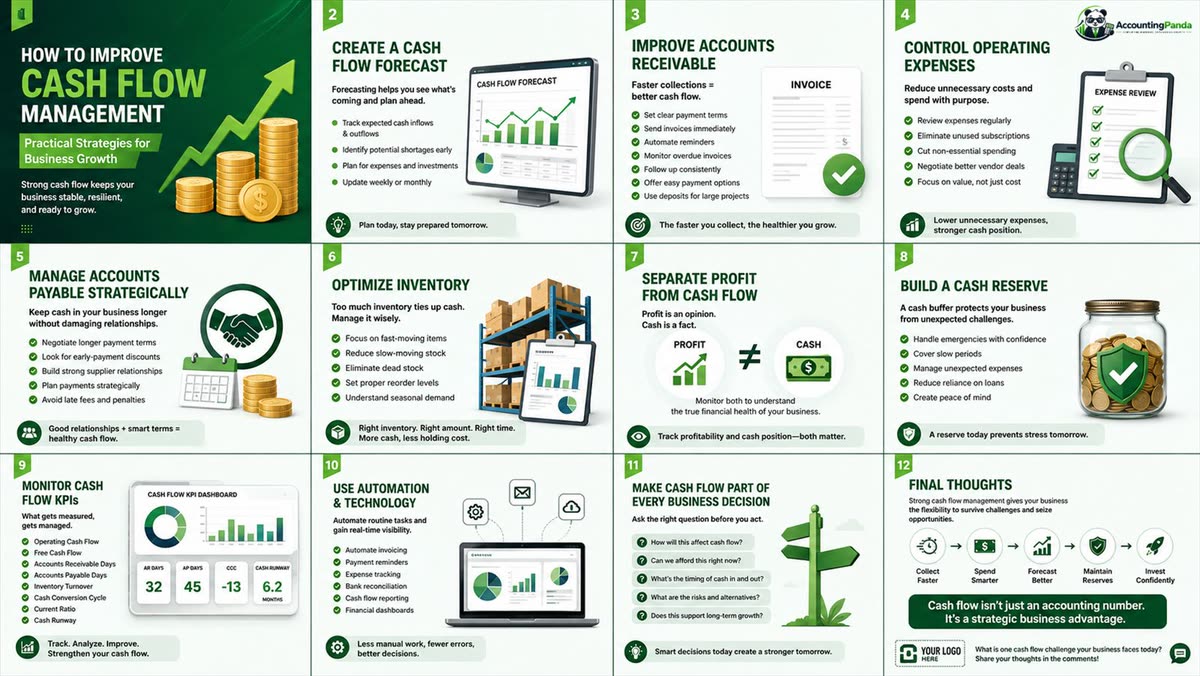 HOW TO IMPROVE
CASH FLOW
MANAGEMENT
Practical Strategies for
Business Growth
Strong cash flow keeps your
business stable, resilient,
and ready to grow.
2
CREATE A CASH
FLOW FORECAST
Forecasting helps you see what's
coming and plan ahead.
Track expected cash inflows
& outflows
Identify potential shortages early
Plan for expenses and investments
Update weekly or monthly
CASH FLOW FORECAST
Plan today, stay prepared tomorrow.
3
IMPROVE ACCOUNTS
RECEIVABLE
Faster collections =
better cash flow.
Set clear payment terms
Send invoices immediately
Automate reminders
Monitor overdue invoices
Follow up consistently
Offer easy payment options
Use deposits for large projects
INVOICE
$
The faster you collect, the healthier you grow.
4
AccountingPanda
CONTROL OPERATING
EXPENSES
Reduce unnecessary costs and
spend with purpose.
Review expenses regularly
Eliminate unused subscriptions
Cut non-essential spending
Negotiate better vendor deals
Focus on value, not just cost
EXPENSE REVIEW
Lower unnecessary expenses,
stronger cash position.
5
MANAGE ACCOUNTS
PAYABLE STRATEGICALLY
Keep cash in your business longer
without damaging relationships.
Negotiate longer payment terms
Look for early-payment discounts
Build strong supplier relationships
Plan payments strategically
Avoid late fees and penalties
Good relationships + smart terms =
healthy cash flow.
6
OPTIMIZE INVENTORY
Too much inventory ties up cash.
Manage it wisely.
Focus on fast-moving items
Reduce slow-moving stock
Eliminate dead stock
Set proper reorder levels
Understand seasonal demand
Right inventory. Right amount. Right time.
More cash, less holding cost.
7
SEPARATE PROFIT
FROM CASH FLOW
Profit is an opinion.
Cash is a fact.
PROFIT
≠
CASH
$
Monitor both to understand
the true financial health of your business.
Track profitability and cash position—both matter.
8
BUILD A CASH RESERVE
A cash buffer protects your business
from unexpected challenges.
Handle emergencies with confidence
Cover slow periods
Manage unexpected expenses
Reduce reliance on loans
Create peace of mind
A reserve today prevents stress tomorrow.
9
MONITOR CASH
FLOW KPIs
What gets measured,
gets managed.
Operating Cash Flow
Free Cash Flow
Accounts Receivable Days
Accounts Payable Days
Inventory Turnover
Cash Conversion Cycle
Current Ratio
Cash Runway
CASH FLOW KPI DASHBOARD
AR DAYS
32
AP DAYS
45
CCC
-13
CASH RUNWAY
6.2
MONTHS
Track. Analyze. Improve.
Strengthen your cash flow.
10
USE AUTOMATION
& TECHNOLOGY
Automate routine tasks and
gain real-time visibility.
Automate invoicing
Payment reminders
Expense tracking
Bank reconciliation
Cash flow reporting
Financial dashboards
Less manual work, fewer errors,
better decisions.
11
MAKE CASH FLOW PART OF
EVERY BUSINESS DECISION
Ask the right question before you act.
? How will this affect cash flow?
? Can we afford this right now?
? What's the timing of cash in and out?
? What are the risks and alternatives?
? Does this support long-term growth?
Smart decisions today create a stronger tomorrow.
12
FINAL THOUGHTS
Strong cash flow management gives your business
the flexibility to survive challenges and seize
opportunities.
Collect
Faster
Spend
Smarter
Forecast
Better
Maintain
Reserves
Invest
Confidently
Cash flow isn't just an accounting number.
It's a strategic business advantage.
YOUR LOGO
HERE
What is one cash flow challenge your business faces today?
Share your thoughts in the comments!